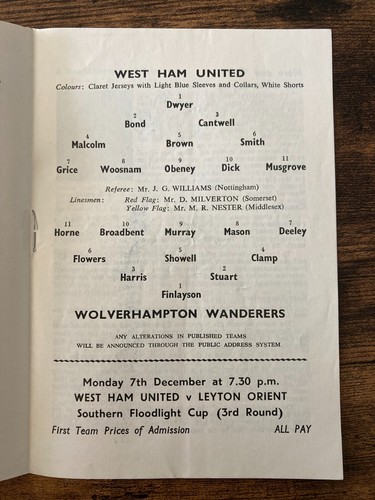 WEST HAM UNITED
Colours: Claret Jerseys with Light Blue Sleeves and Collars, White Shorts
1
Dwyer
2 3
Bond Cantwell
4 5 6
Malcolm Brown Smith
7 8 9 10 11
Grice Woosnam Obeney Dick Musgrove
Referee: Mr. J. G. WILLIAMS (Nottingham)
Linesmen: Red Flag: Mr. D. MILVERTON (Somerset)
Yellow Flag: Mr. M. R. NESTER (Middlesex)
11 10 9 8 7
Horne Broadbent Murray Mason Deeley
6 5 4
Flowers Showell Clamp
3 2
Harris Stuart
1
Finlayson
WOLVERHAMPTON WANDERERS
ANY ALTERATIONS IN PUBLISHED TEAMS
WILL BE ANNOUNCED THROUGH THE PUBLIC ADDRESS SYSTEM
Monday 7th December at 7.30 p.m.
WEST HAM UNITED v LEYTON ORIENT
Southern Floodlight Cup (3rd Round)
First Team Prices of Admission ALL PAY